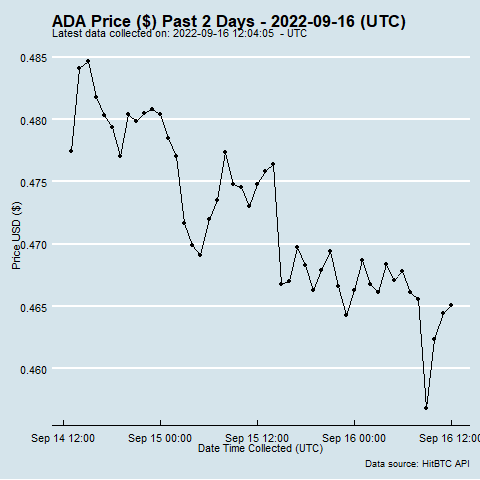 ADA Price ($) Past 2 Days - 2022-09-16 (UTC)
Latest data collected on: 2022-09-16 12:04:05  - UTC
0.485
0.480
0.475
0.470
0.465
0.460
Price USD ($)
Sep 14 12:00
Sep 15 00:00
Sep 15 12:00
Sep 16 00:00
Sep 16 12:00
Date Time Collected (UTC)
Data source: HitBTC API